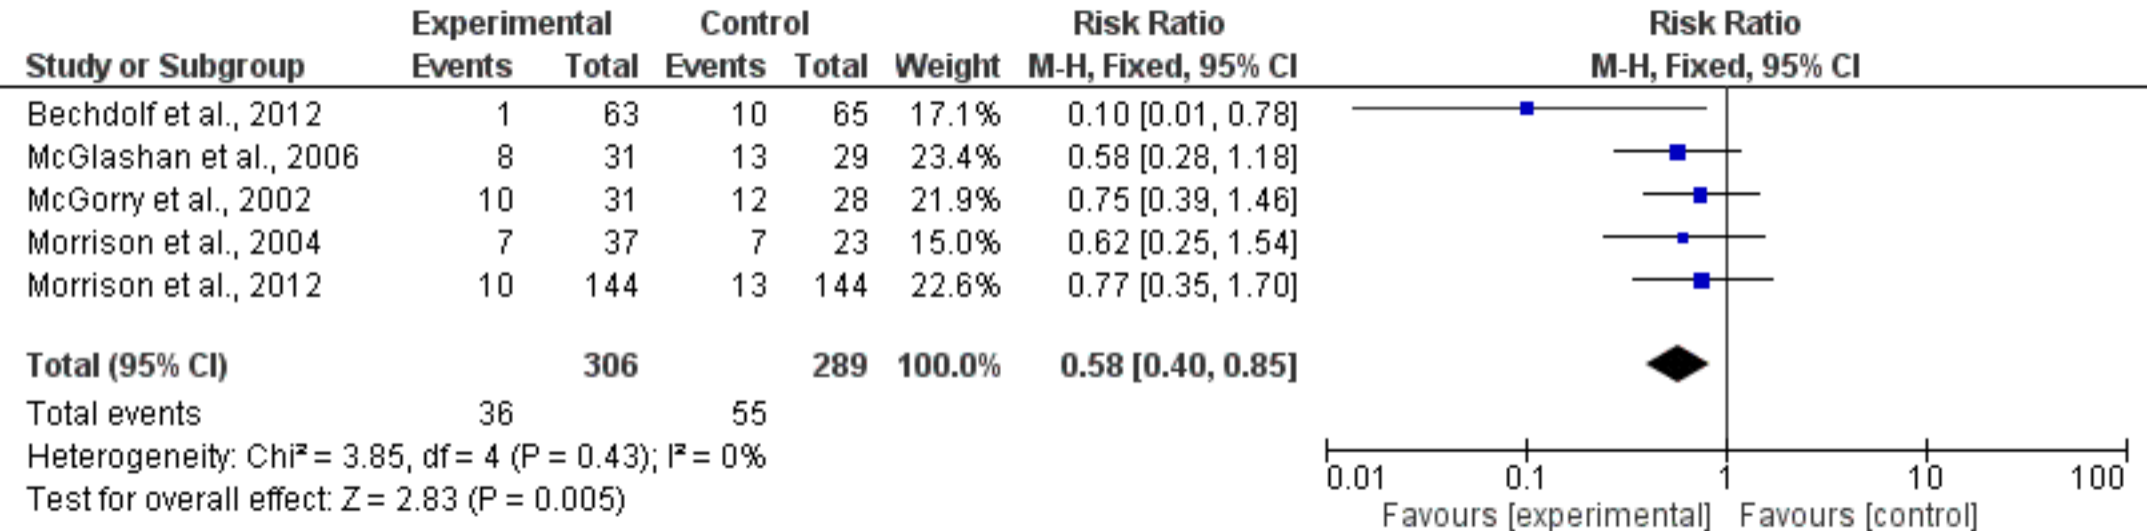 Experimental Control Risk Ratio Risk Ratio
Study or Subgroup Events Total Events Total Weight M-H, Fixed, 95% CI M-H, Fixed, 95% CI
Bechdolf et al., 2012 1 63 10 65 17.1% 0.10 [0.01, 0.78]
McGlashan et al., 2006 8 31 13 29 23.4% 0.58 [0.28, 1.18]
McGorry et al., 2002 10 31 12 28 21.9% 0.75 [0.39, 1.46]
Morrison et al., 2004 7 37 7 23 15.0% 0.62 [0.25, 1.54]
Morrison et al., 2012 10 144 13 144 22.6% 0.77 [0.35, 1.70]
Total (95% CI) 306 289 100.0% 0.58 [0.40, 0.85]
Total events 36 55
Heterogeneity: Chi² = 3.85, df = 4 (P = 0.43); I² = 0%
Test for overall effect: Z = 2.83 (P = 0.005)
0.01 0.1 1 10 100
Favours [experimental] Favours [control]